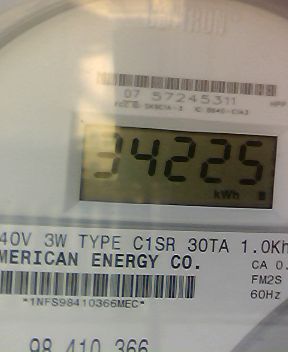 CENTRON
07 57245311
34225
kWh
40V 3W TYPE C1SR 30TA 1.0Kh
MERICAN ENERGY CO.
CA 0.
FM2S
*1NFS98410366MEC*
60Hz
98 410 366